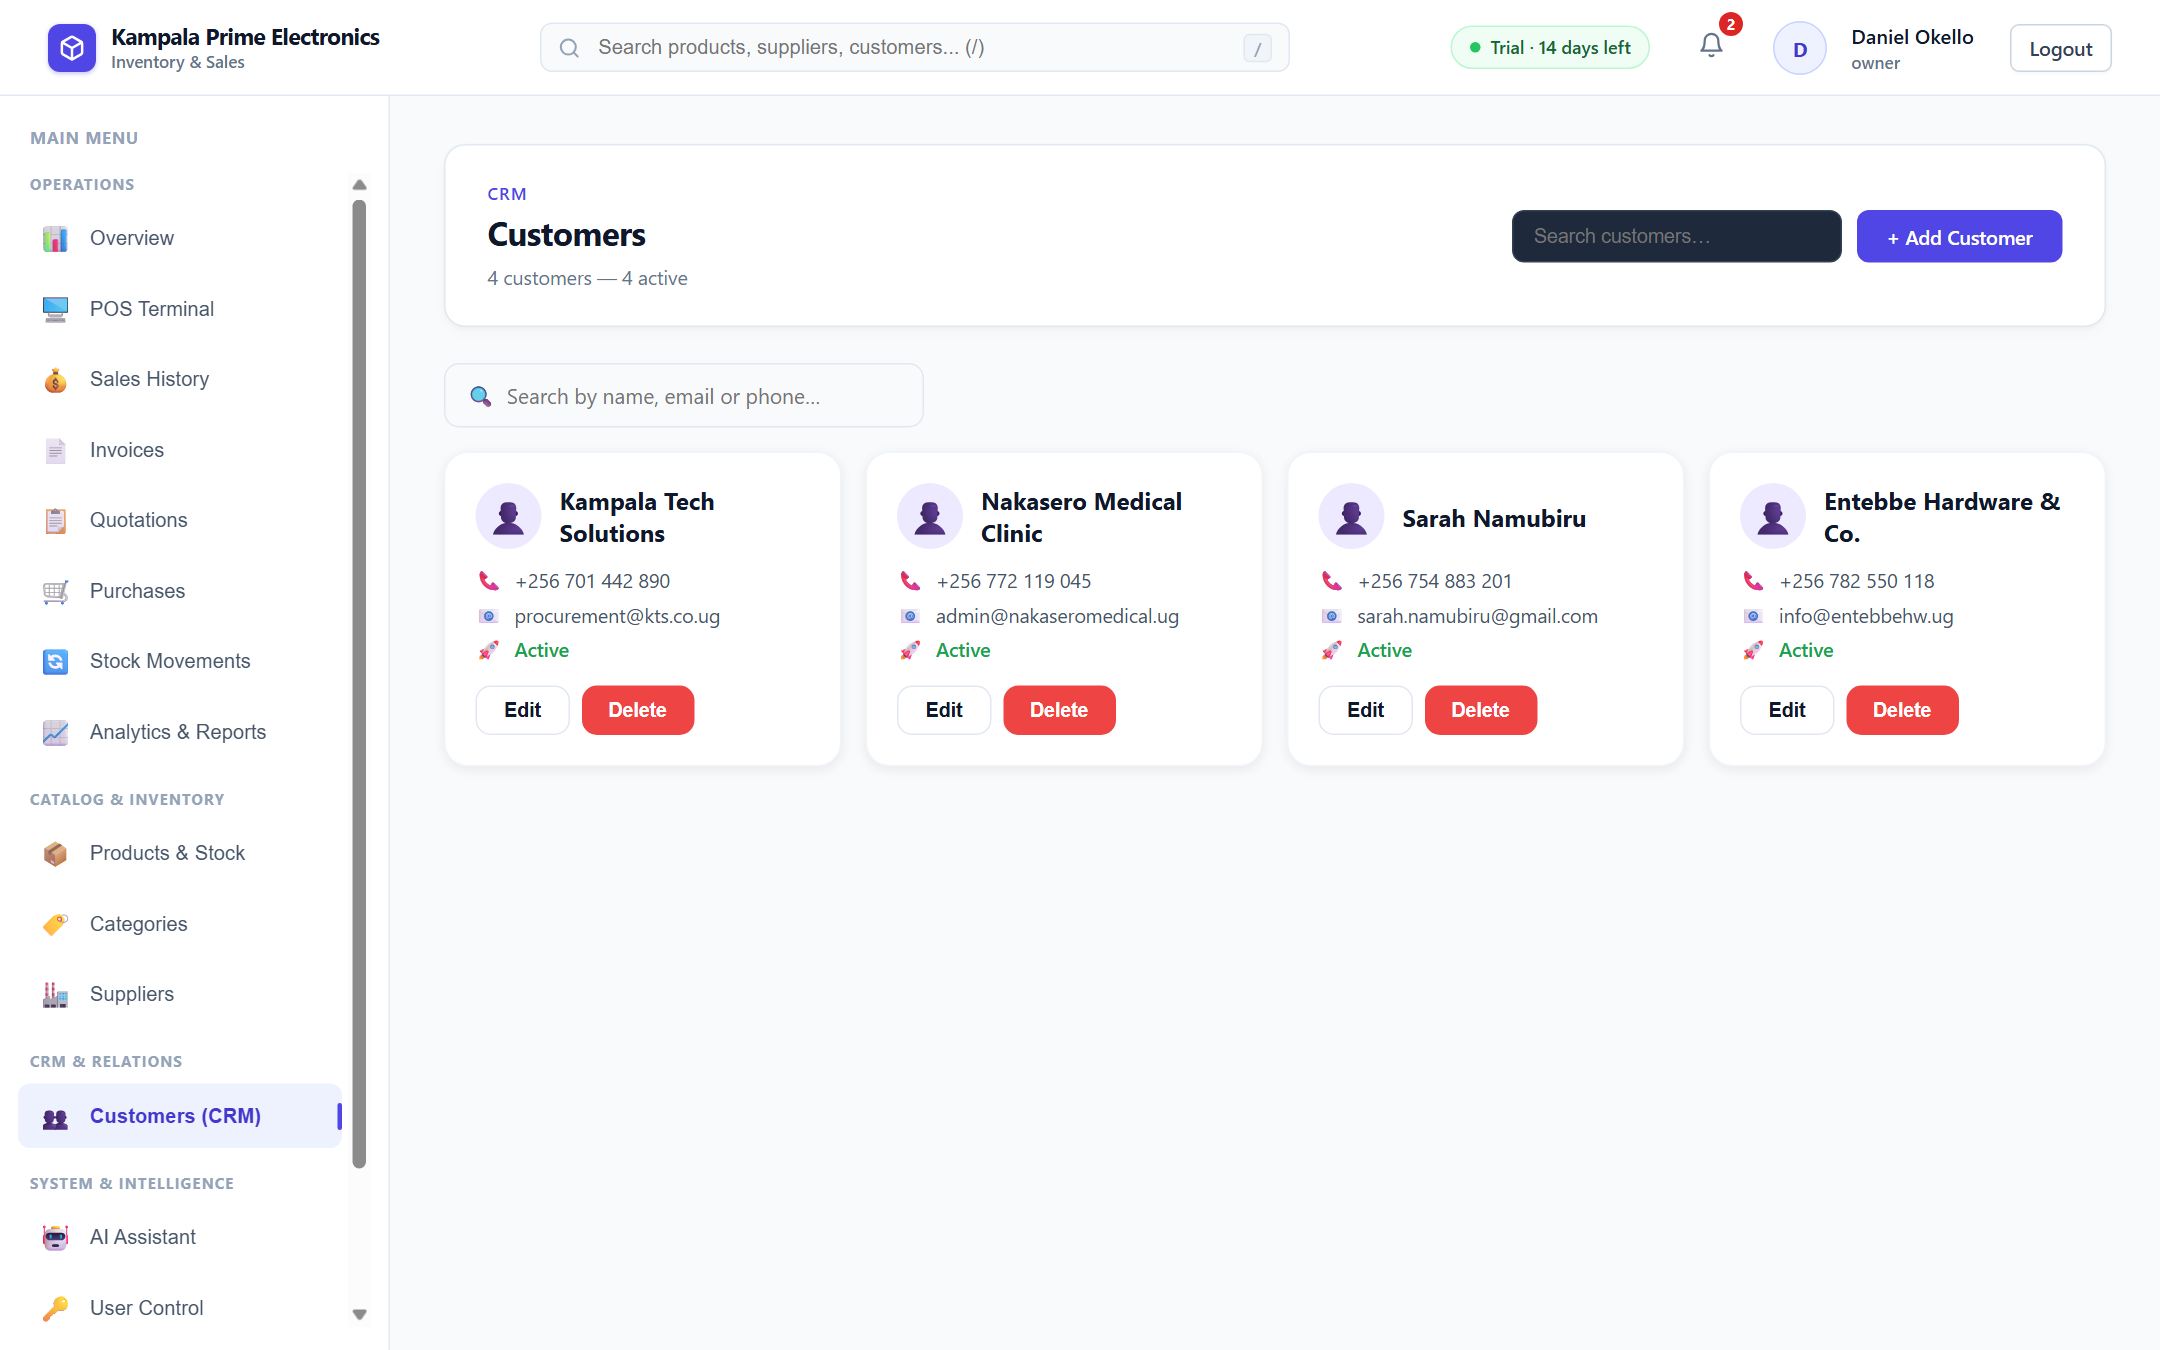 Kampala Prime Electronics
Inventory & Sales
Search products, suppliers, customers... (/)
/
Trial · 14 days left
2
D
Daniel Okello
owner
Logout
MAIN MENU
OPERATIONS
Overview
POS Terminal
Sales History
Invoices
Quotations
Purchases
Stock Movements
Analytics & Reports
CATALOG & INVENTORY
Products & Stock
Categories
Suppliers
CRM & RELATIONS
Customers (CRM)
SYSTEM & INTELLIGENCE
AI Assistant
User Control
CRM
Customers
4 customers — 4 active
Search customers…
+ Add Customer
Search by name, email or phone...
Kampala Tech
Solutions
+256 701 442 890
procurement@kts.co.ug
Active
Edit
Delete
Nakasero Medical
Clinic
+256 772 119 045
admin@nakaseromedical.ug
Active
Edit
Delete
Sarah Namubiru
+256 754 883 201
sarah.namubiru@gmail.com
Active
Edit
Delete
Entebbe Hardware &
Co.
+256 782 550 118
info@entebbehw.ug
Active
Edit
Delete